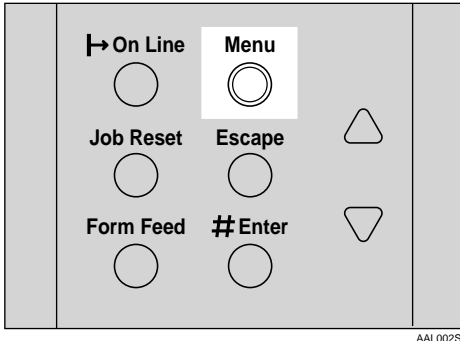 On Line Menu
Job Reset Escape
Form Feed # Enter
AAL002S